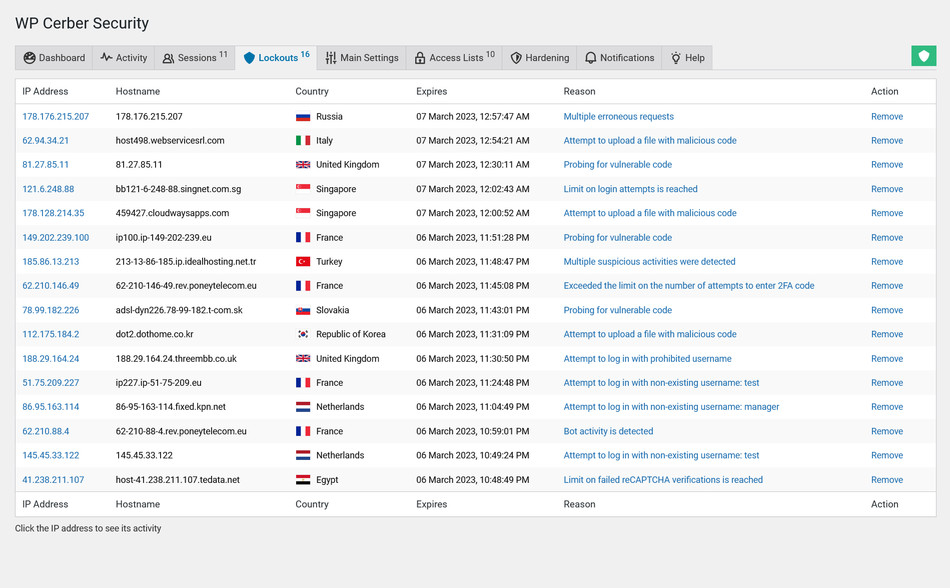 WP Cerber Security
Dashboard Activity Sessions 11 Lockouts 16 Main Settings Access Lists 10 Hardening Notifications Help
IP Address Hostname Country Expires Reason Action
178.176.215.207 178.176.215.207 Russia 07 March 2023, 12:57:47 AM Multiple erroneous requests Remove
62.94.34.21 host498.webservicesrl.com Italy 07 March 2023, 12:54:21 AM Attempt to upload a file with malicious code Remove
81.27.85.11 81.27.85.11 United Kingdom 07 March 2023, 12:30:11 AM Probing for vulnerable code Remove
121.6.248.88 bb121-6-248-88.singnet.com.sg Singapore 07 March 2023, 12:02:43 AM Limit on login attempts is reached Remove
178.128.214.35 459427.cloudwaysapps.com Singapore 07 March 2023, 12:00:52 AM Attempt to upload a file with malicious code Remove
149.202.239.100 ip100.ip-149-202-239.eu France 06 March 2023, 11:51:28 PM Probing for vulnerable code Remove
185.86.13.213 213-13-86-185.ip.idealhosting.net.tr Turkey 06 March 2023, 11:48:47 PM Multiple suspicious activities were detected Remove
62.210.146.49 62-210-146-49.rev.poneytelecom.eu France 06 March 2023, 11:45:08 PM Exceeded the limit on the number of attempts to enter 2FA code Remove
78.99.182.226 adsl-dyn226.78-99-182.t-com.sk Slovakia 06 March 2023, 11:43:01 PM Probing for vulnerable code Remove
112.175.184.2 dot2.dothome.co.kr Republic of Korea 06 March 2023, 11:31:09 PM Attempt to upload a file with malicious code Remove
188.29.164.24 188.29.164.24.threembb.co.uk United Kingdom 06 March 2023, 11:30:50 PM Attempt to log in with prohibited username Remove
51.75.209.227 ip227.ip-51-75-209.eu France 06 March 2023, 11:24:48 PM Attempt to log in with non-existing username: test Remove
86.95.163.114 86-95-163-114.fixed.kpn.net Netherlands 06 March 2023, 11:04:49 PM Attempt to log in with non-existing username: manager Remove
62.210.88.4 62-210-88-4.rev.poneytelecom.eu France 06 March 2023, 10:59:01 PM Bot activity is detected Remove
145.45.33.122 145.45.33.122 Netherlands 06 March 2023, 10:49:24 PM Attempt to log in with non-existing username: test Remove
41.238.211.107 host-41.238.211.107.tedata.net Egypt 06 March 2023, 10:48:49 PM Limit on failed reCAPTCHA verifications is reached Remove
IP Address Hostname Country Expires Reason Action
Click the IP address to see its activity